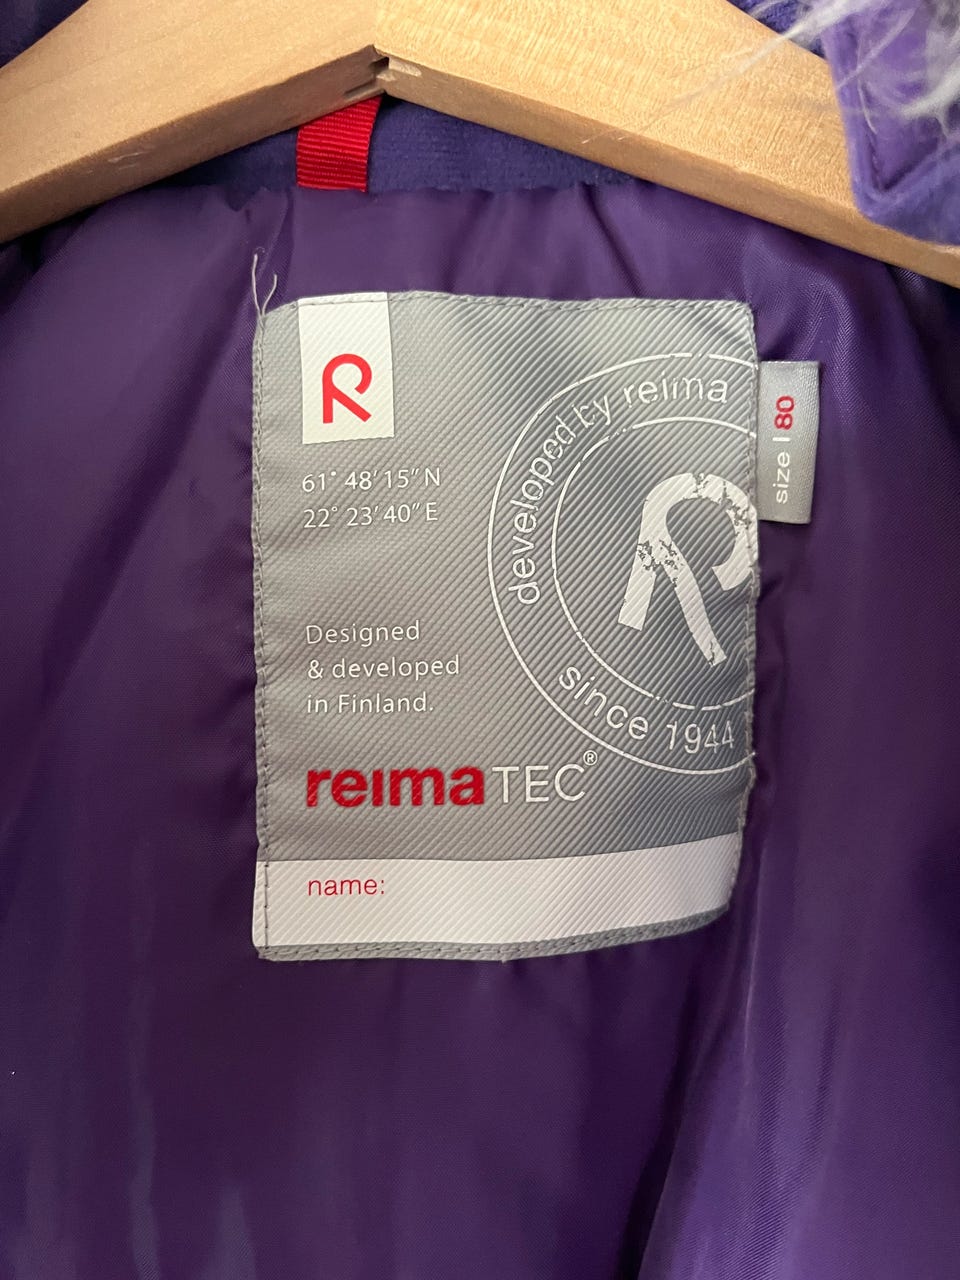 R
61° 48′ 15″ N
22° 23′ 40″ E
Designed
& developed
in Finland.
reimaTEC®
name:
developed by reima
R
since 1944
size | 80